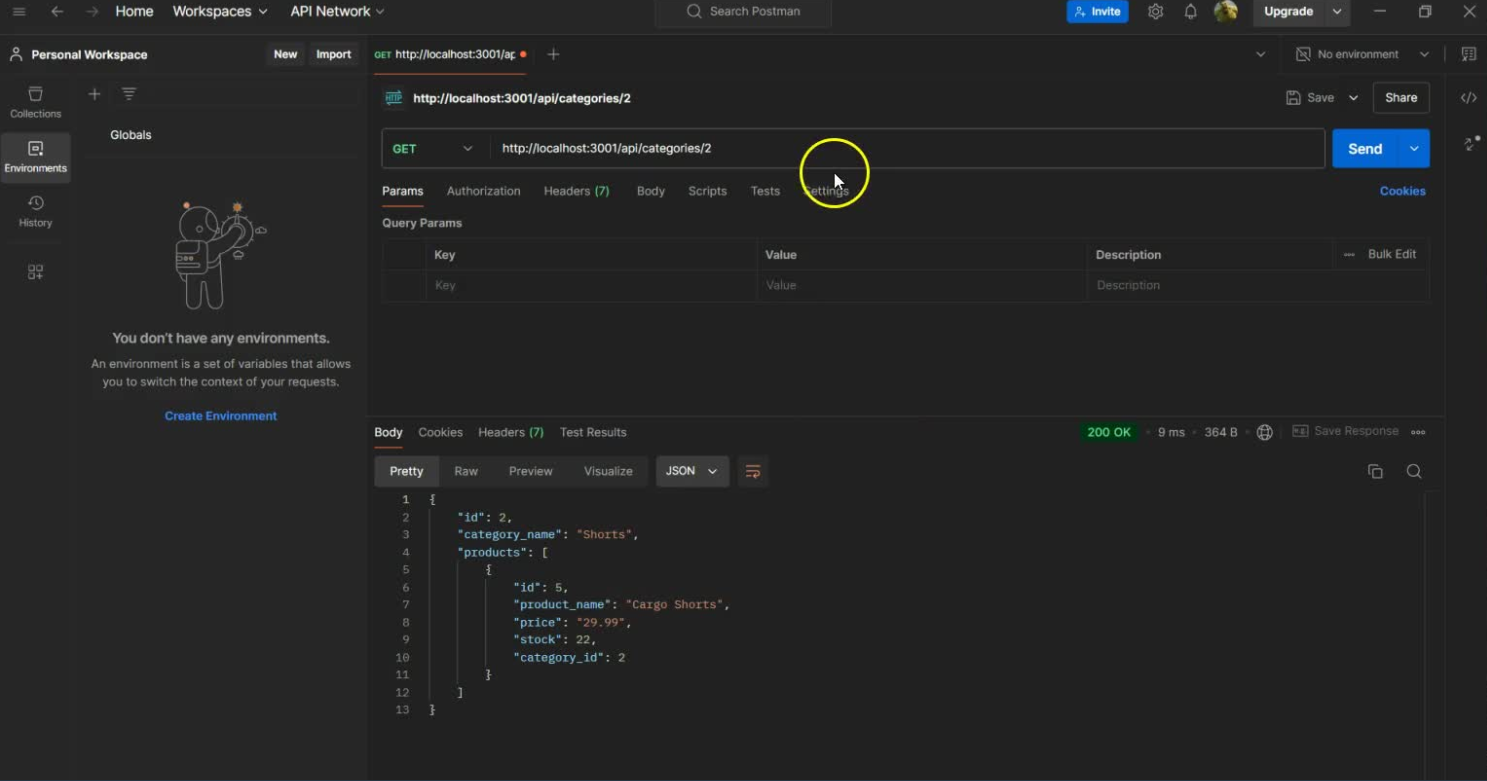 Home Workspaces API Network Search Postman Invite Upgrade
Personal Workspace New Import GET http://localhost:3001/ap No environment
Collections
Environments
History
Globals
You don't have any environments.
An environment is a set of variables that allows
you to switch the context of your requests.
Create Environment
HTTP http://localhost:3001/api/categories/2 Save Share
GET http://localhost:3001/api/categories/2 Send
Params Authorization Headers (7) Body Scripts Tests Settings Cookies
Query Params
Key Value Description Bulk Edit
Key Value Description
Body Cookies Headers (7) Test Results 200 OK 9 ms 364 B Save Response
Pretty Raw Preview Visualize JSON
1 {
2 "id": 2,
3 "category_name": "Shorts",
4 "products": [
5 {
6 "id": 5,
7 "product_name": "Cargo Shorts",
8 "price": "29.99",
9 "stock": 22,
10 "category_id": 2
11 }
12 ]
13 }